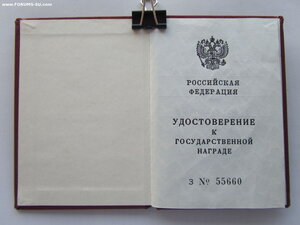 www.FORUMS-SU.com
РОССИЙСКАЯ
ФЕДЕРАЦИЯ
УДОСТОВЕРЕНИЕ
К
ГОСУДАРСТВЕННОЙ
НАГРАДЕ
З № 55660